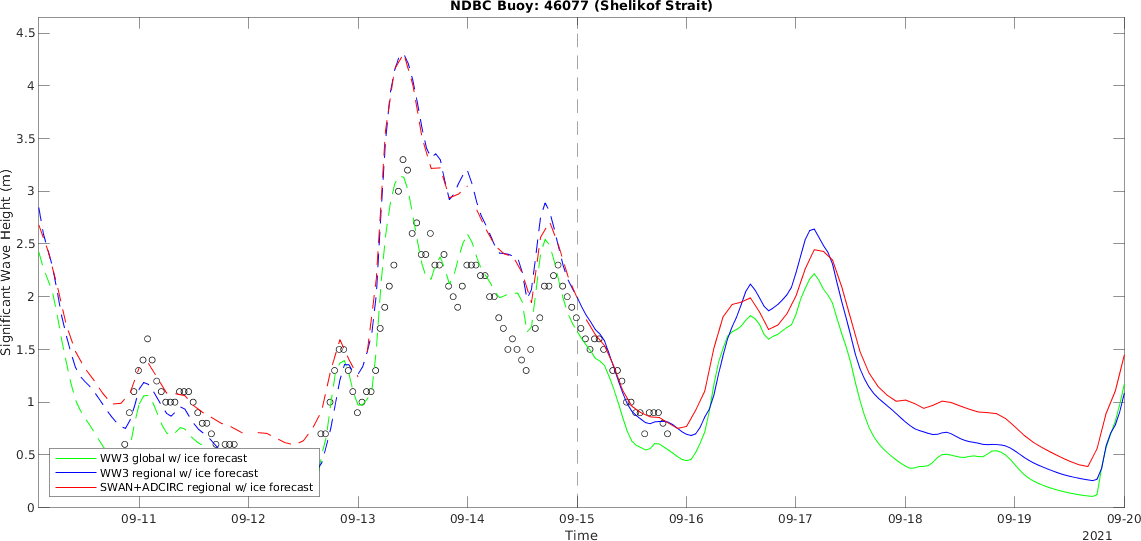 NDBC Buoy: 46077 (Shelikof Strait)
4.5
4
3.5
3
2.5
2
1.5
1
0.5
0
Significant Wave Height (m)
WW3 global w/ ice forecast
WW3 regional w/ ice forecast
SWAN+ADCIRC regional w/ ice forecast
09-11 09-12 09-13 09-14 09-15 09-16 09-17 09-18 09-19 09-20
Time
2021